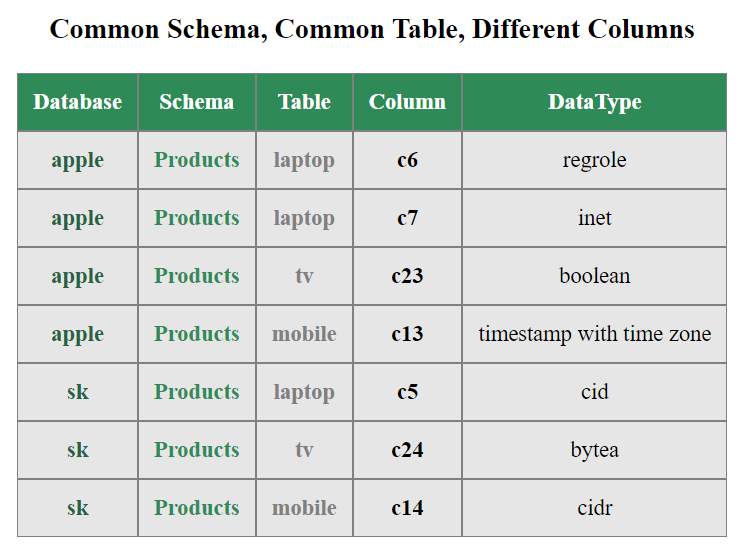 Common Schema, Common Table, Different Columns
Database Schema Table Column DataType
apple Products laptop c6 regrole
apple Products laptop c7 inet
apple Products tv c23 boolean
apple Products mobile c13 timestamp with time zone
sk Products laptop c5 cid
sk Products tv c24 bytea
sk Products mobile c14 cidr